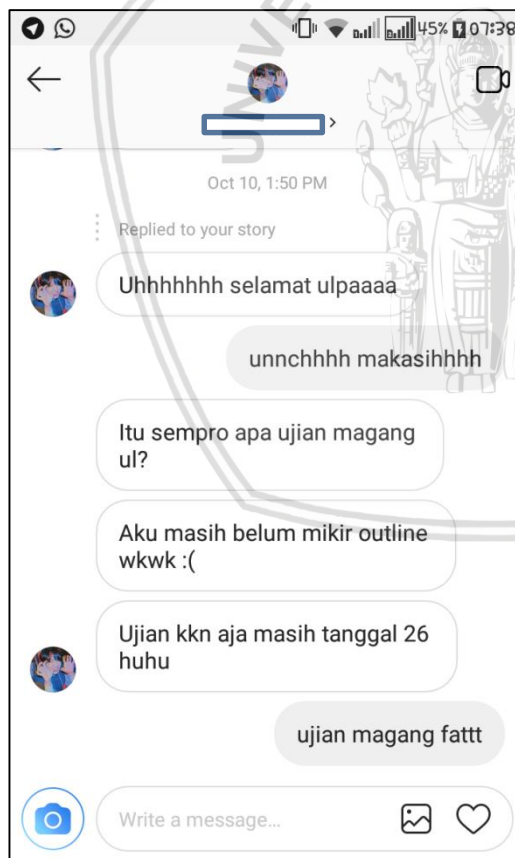 45% 07:38
UNIVE
Oct 10, 1:50 PM
Replied to your story
Uhhhhhhh selamat ulpaaaa
unnchhhh makasihhhh
Itu sempro apa ujian magang
ul?
Aku masih belum mikir outline
wkwk :(
Ujian kkn aja masih tanggal 26
huhu
ujian magang fattt
Write a message...